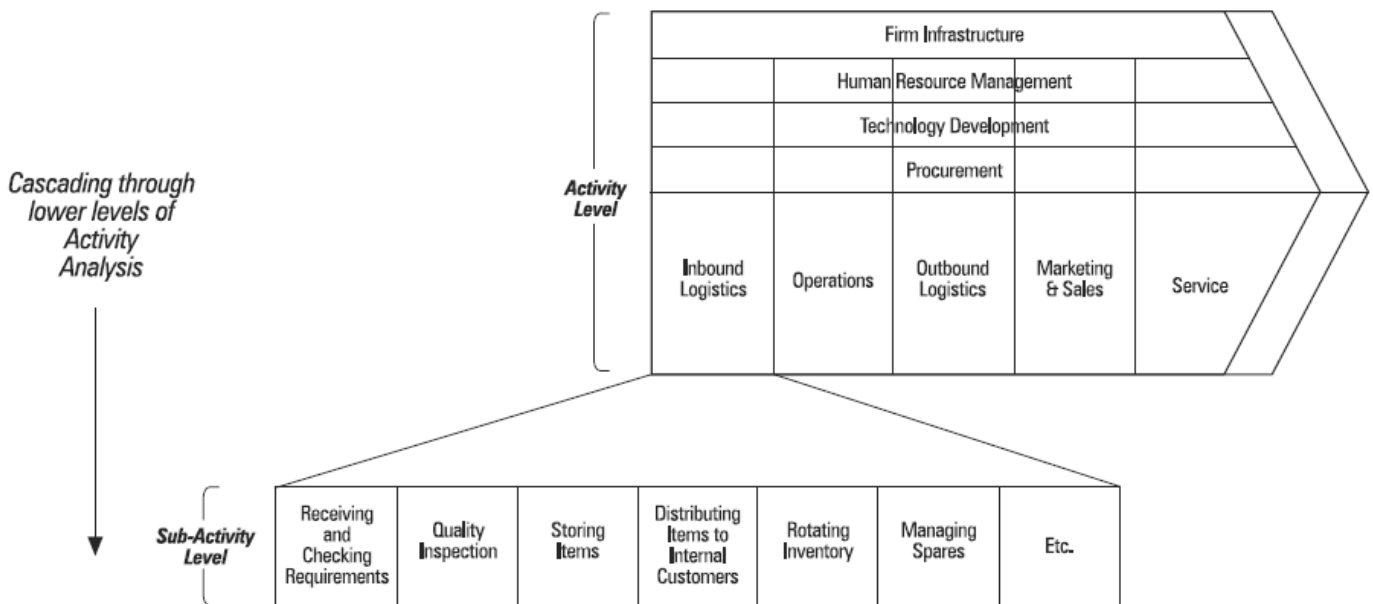 Firm Infrastructure
Human Resource Management
Technology Development
Procurement
Cascading through
lower levels of
Activity
Analysis
Activity
Level
Inbound
Logistics
Operations
Outbound
Logistics
Marketing
& Sales
Service
Sub-Activity
Level
Receiving
and
Checking
Requirements
Quality
Inspection
Storing
Items
Distributing
Items to
Internal
Customers
Rotating
Inventory
Managing
Spares
Etc.